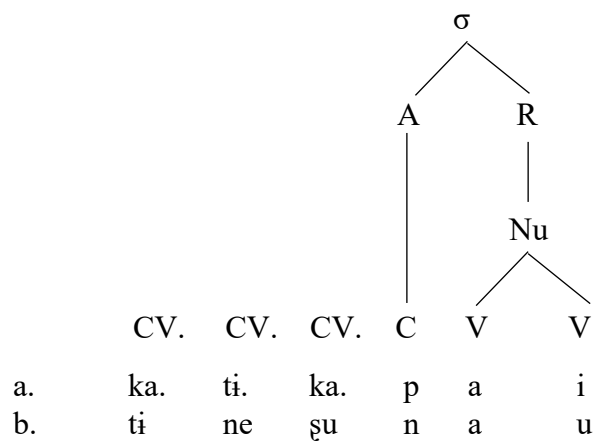 σ
A R
Nu
CV. CV. CV. C V V
a. ka. tɨ. ka. p a i
b. tɨ ne ʂu n a u